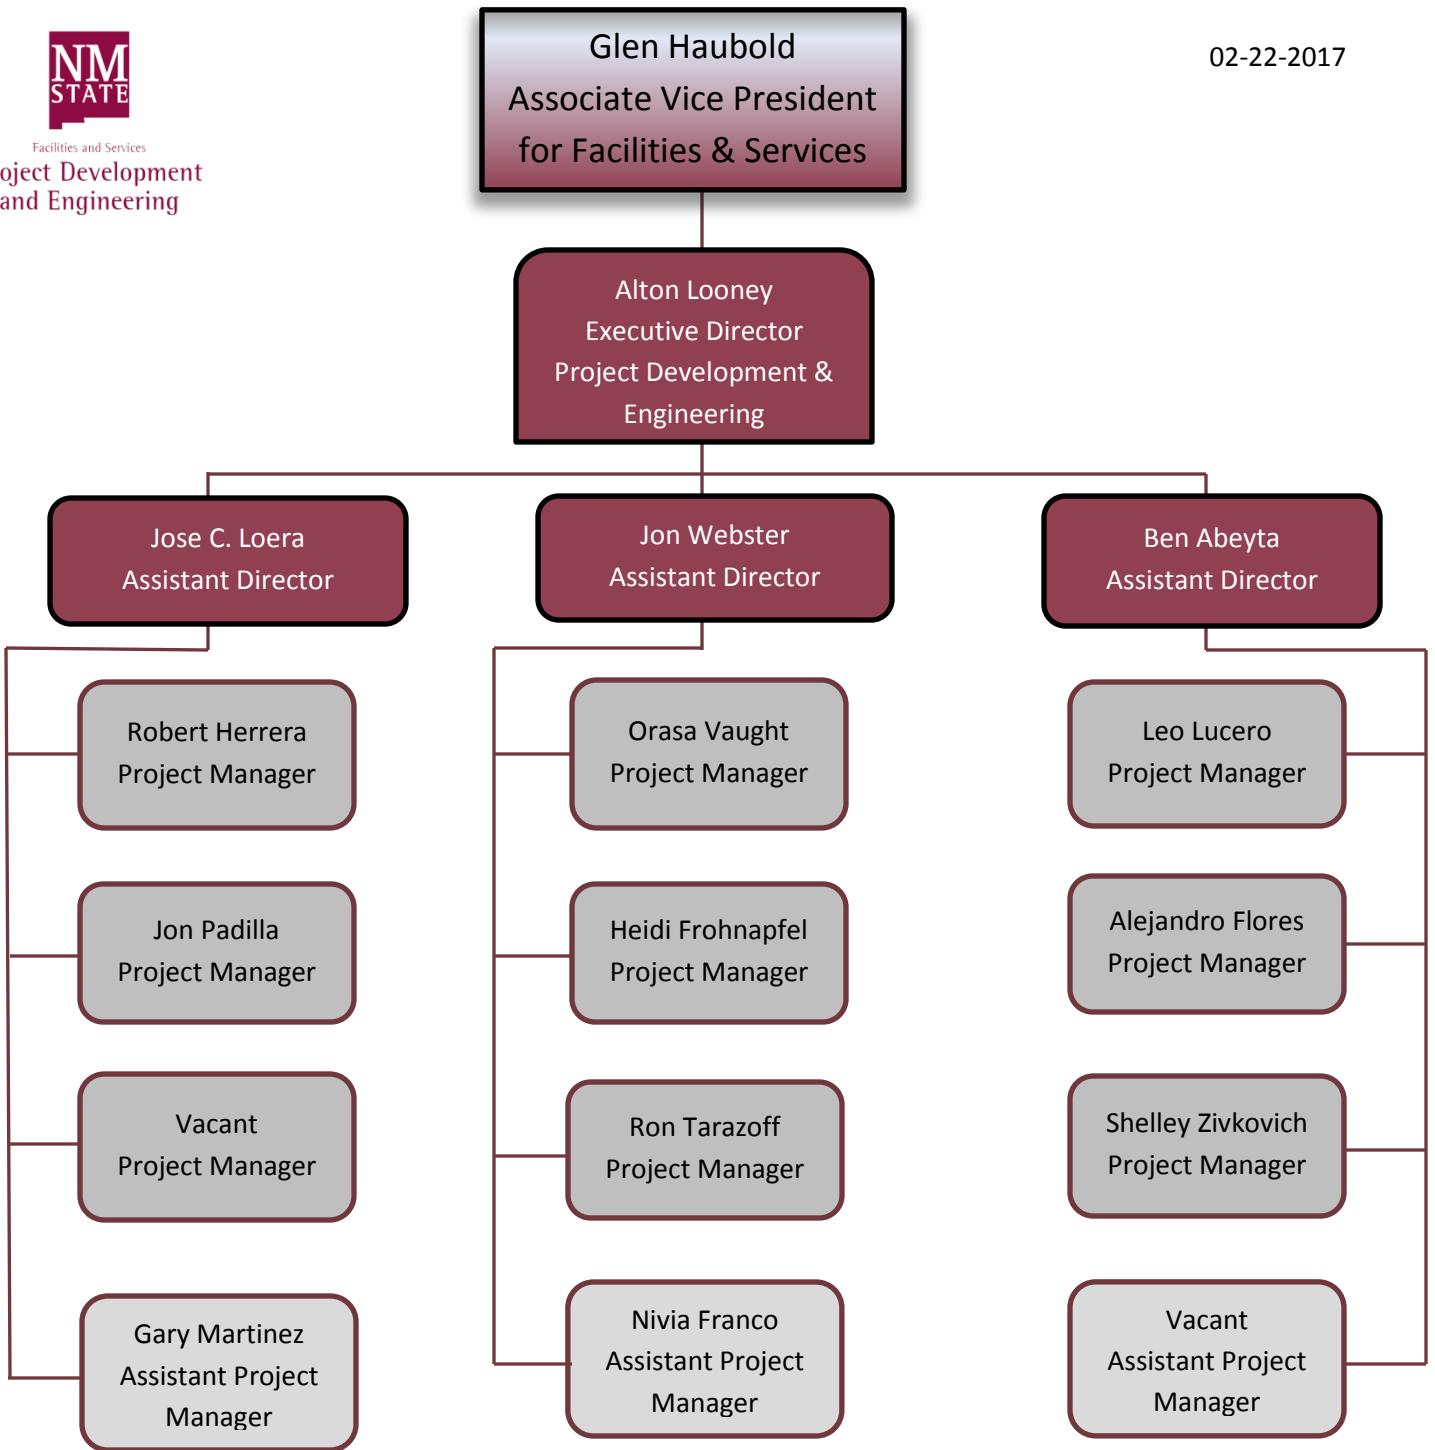 NM
STATE
Facilities and Services
oject Development
and Engineering
Glen Haubold
Associate Vice President
for Facilities & Services
02-22-2017
Alton Looney
Executive Director
Project Development &
Engineering
Jose C. Loera
Assistant Director
Jon Webster
Assistant Director
Ben Abeyta
Assistant Director
Robert Herrera
Project Manager
Orasa Vaught
Project Manager
Leo Lucero
Project Manager
Jon Padilla
Project Manager
Heidi Frohnapfel
Project Manager
Alejandro Flores
Project Manager
Vacant
Project Manager
Ron Tarazoff
Project Manager
Shelley Zivkovich
Project Manager
Gary Martinez
Assistant Project
Manager
Nivia Franco
Assistant Project
Manager
Vacant
Assistant Project
Manager